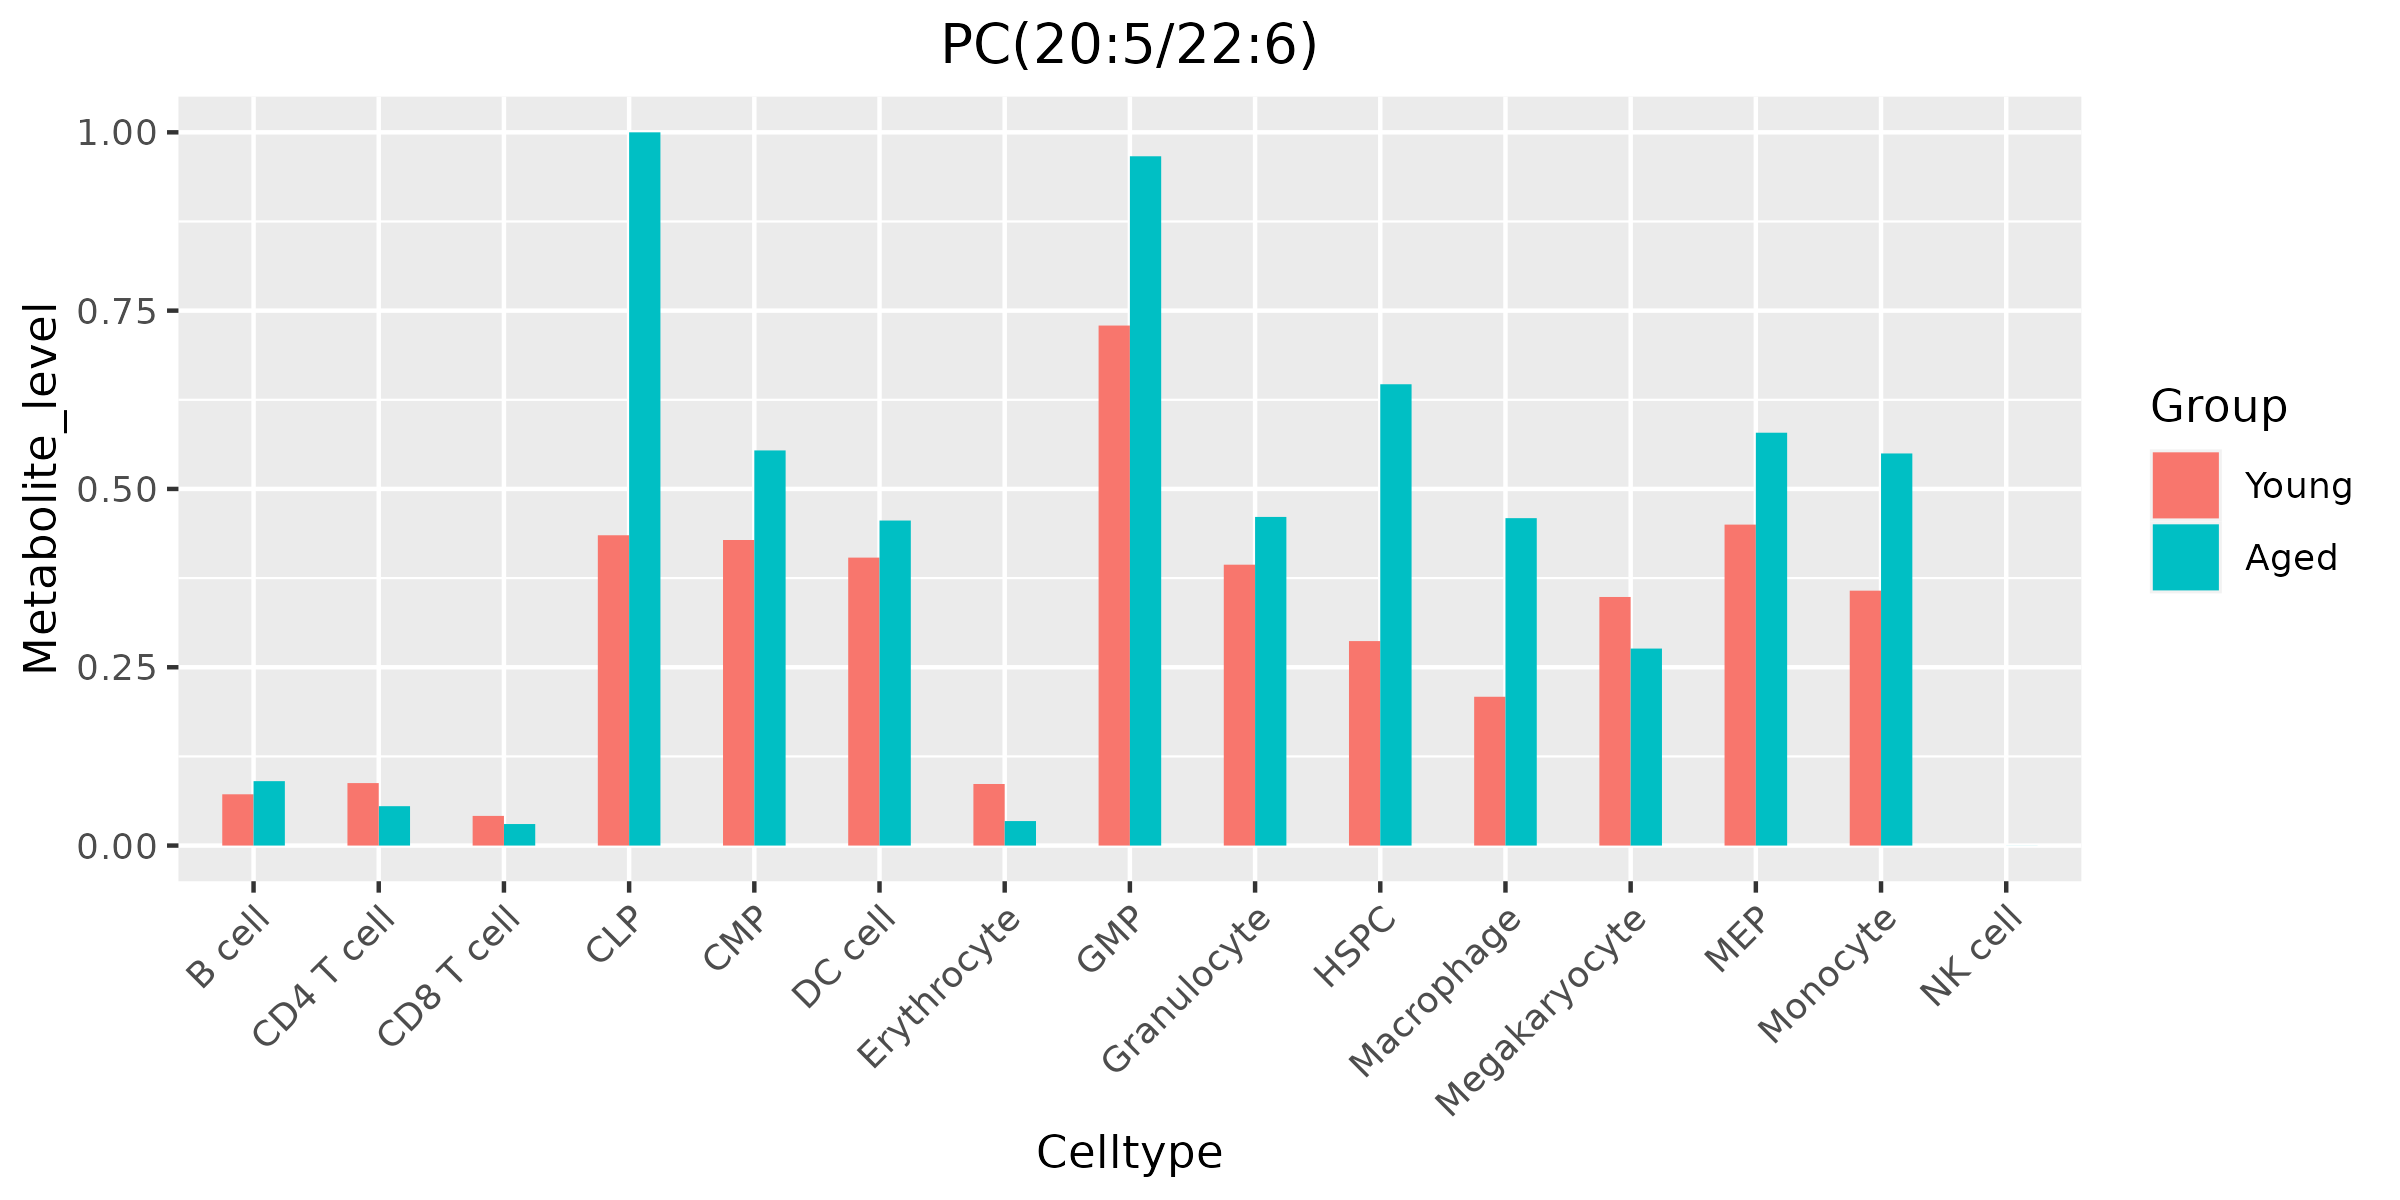 PC(20:5/22:6)
Metabolite_level
1.00
0.75
0.50
0.25
0.00
B cell
CD4 T cell
CD8 T cell
CLP
CMP
DC cell
Erythrocyte
GMP
Granulocyte
HSPC
Macrophage
Megakaryocyte
MEP
Monocyte
NK cell
Celltype
Group
Young
Aged